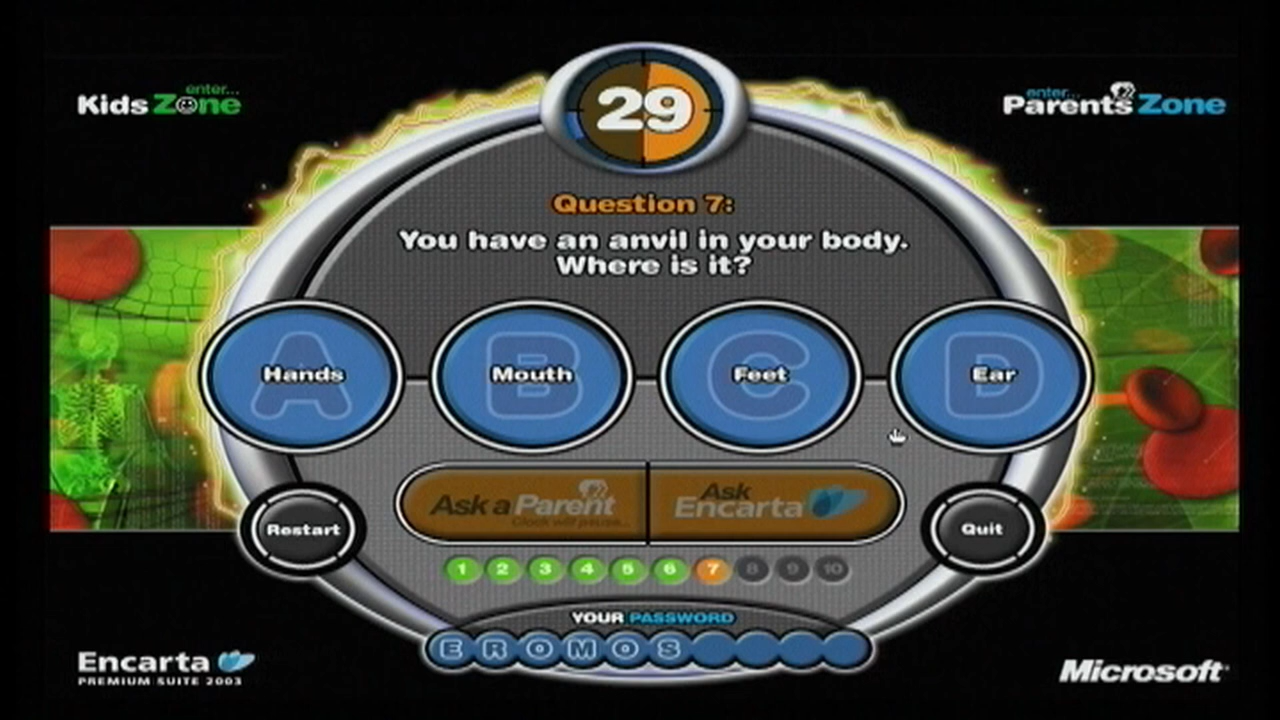 enter...
Kids Zone
29
enter...
Parents Zone
Question 7:
You have an anvil in your body.
Where is it?
A
Hands
B
Mouth
C
Feet
D
Ear
Ask a Parent
Clock will pause...
Ask
Encarta
Restart
Quit
1 2 3 4 5 6 7 8 9 10
YOUR PASSWORD
E R O M O S
Encarta
PREMIUM SUITE 2003
Microsoft